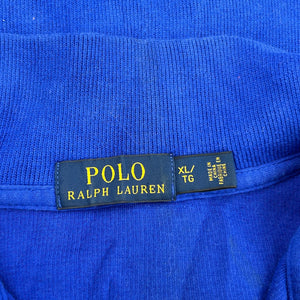 POLO
RALPH LAUREN
XL/
TG
MADE IN
CHINA
FABRIQUÉ EN
CHINE